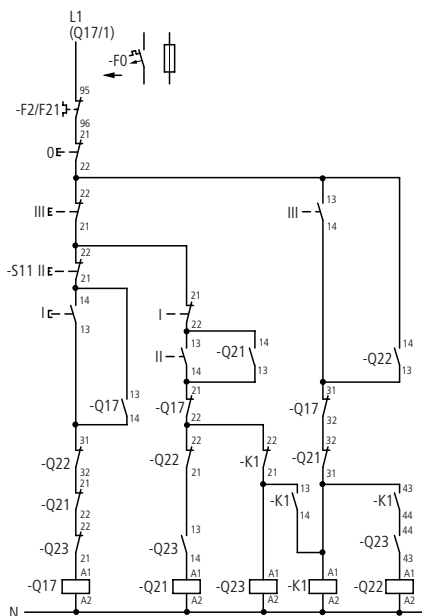 L1
(Q17/1)
-F0
95
-F2/F21
96
21
0
22
22
III
21
13
III
14
22
-S11 II
21
14
I
13
21
I
22
13
II
14
14
-Q21
13
14
-Q22
13
13
-Q17
14
21
-Q17
22
31
-Q17
32
31
-Q22
32
22
-Q22
21
22
-K1
21
32
-Q21
31
21
-Q21
22
13
-K1
14
43
-K1
44
22
-Q23
21
13
-Q23
14
44
-Q23
43
-Q17 A1
A2
-Q21 A1
A2
-Q23 A1
A2
-K1 A1
A2
-Q22 A1
A2
N